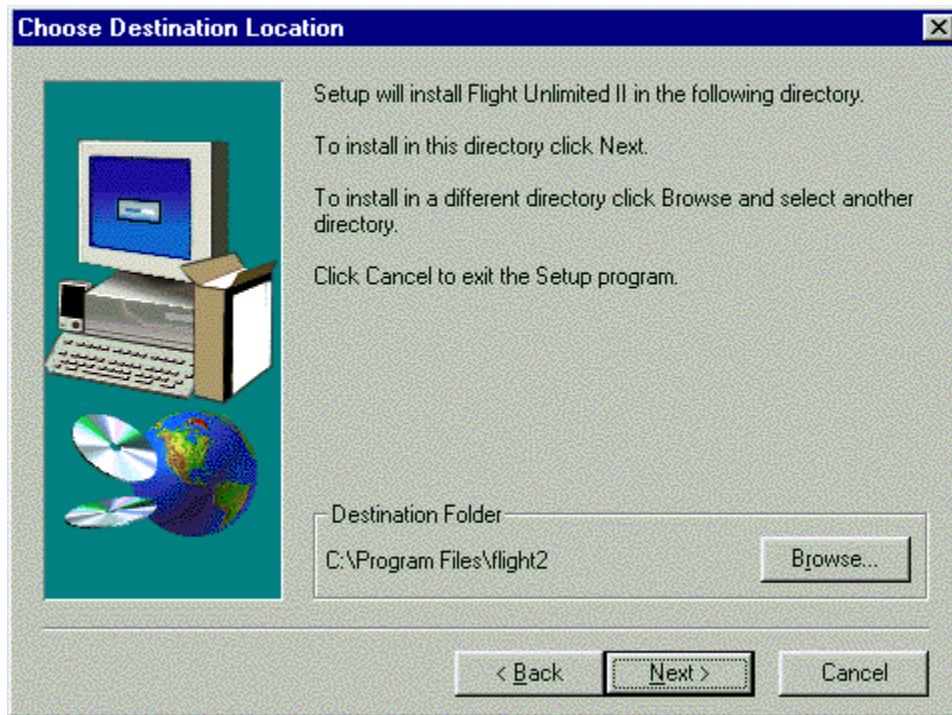 Choose Destination Location
Setup will install Flight Unlimited II in the following directory.
To install in this directory click Next.
To install in a different directory click Browse and select another
directory.
Click Cancel to exit the Setup program.
Destination Folder
C:\Program Files\flight2
Browse...
< Back
Next >
Cancel